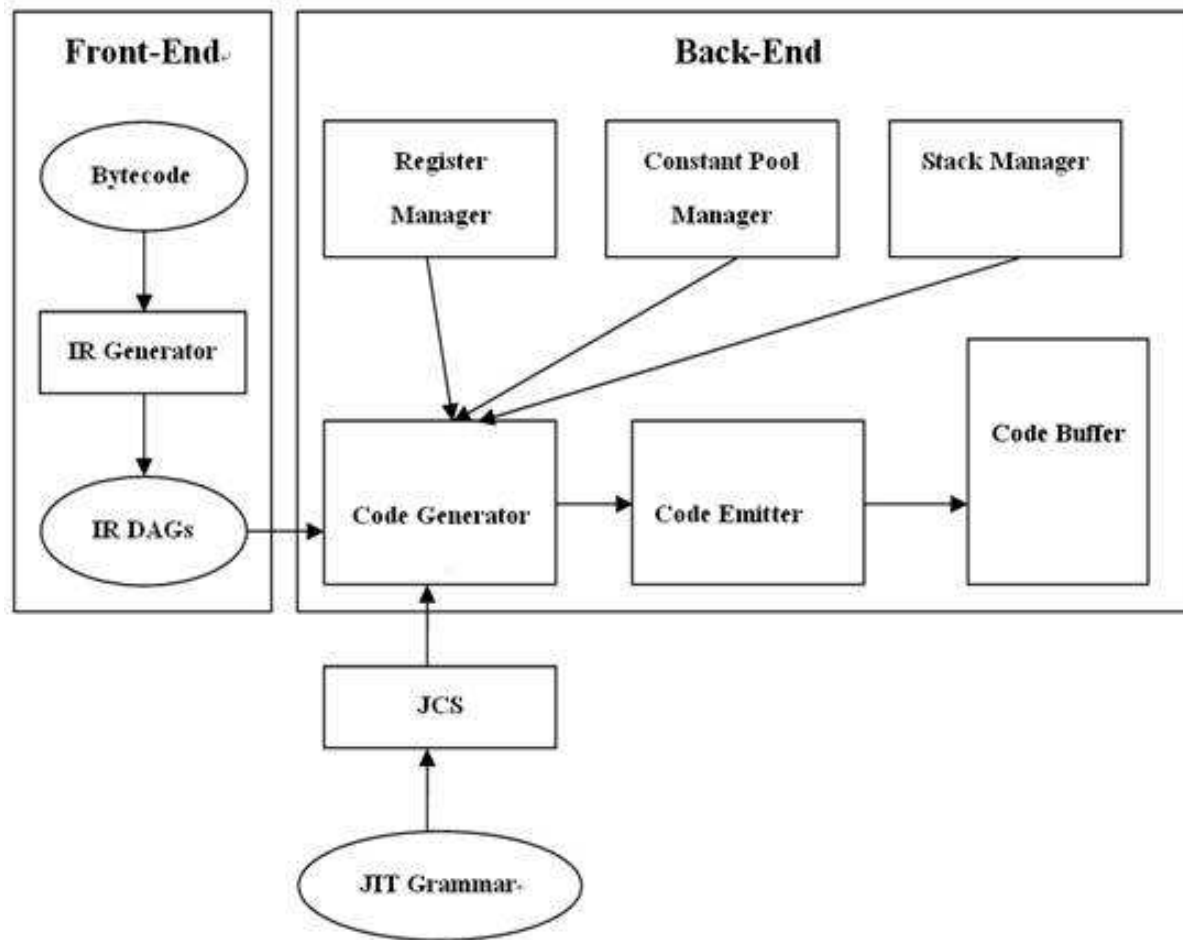 Front-End
Back-End
Bytecode
IR Generator
IR DAGs
Register
Manager
Constant Pool
Manager
Stack Manager
Code Generator
Code Emitter
Code Buffer
JCS
JIT Grammar